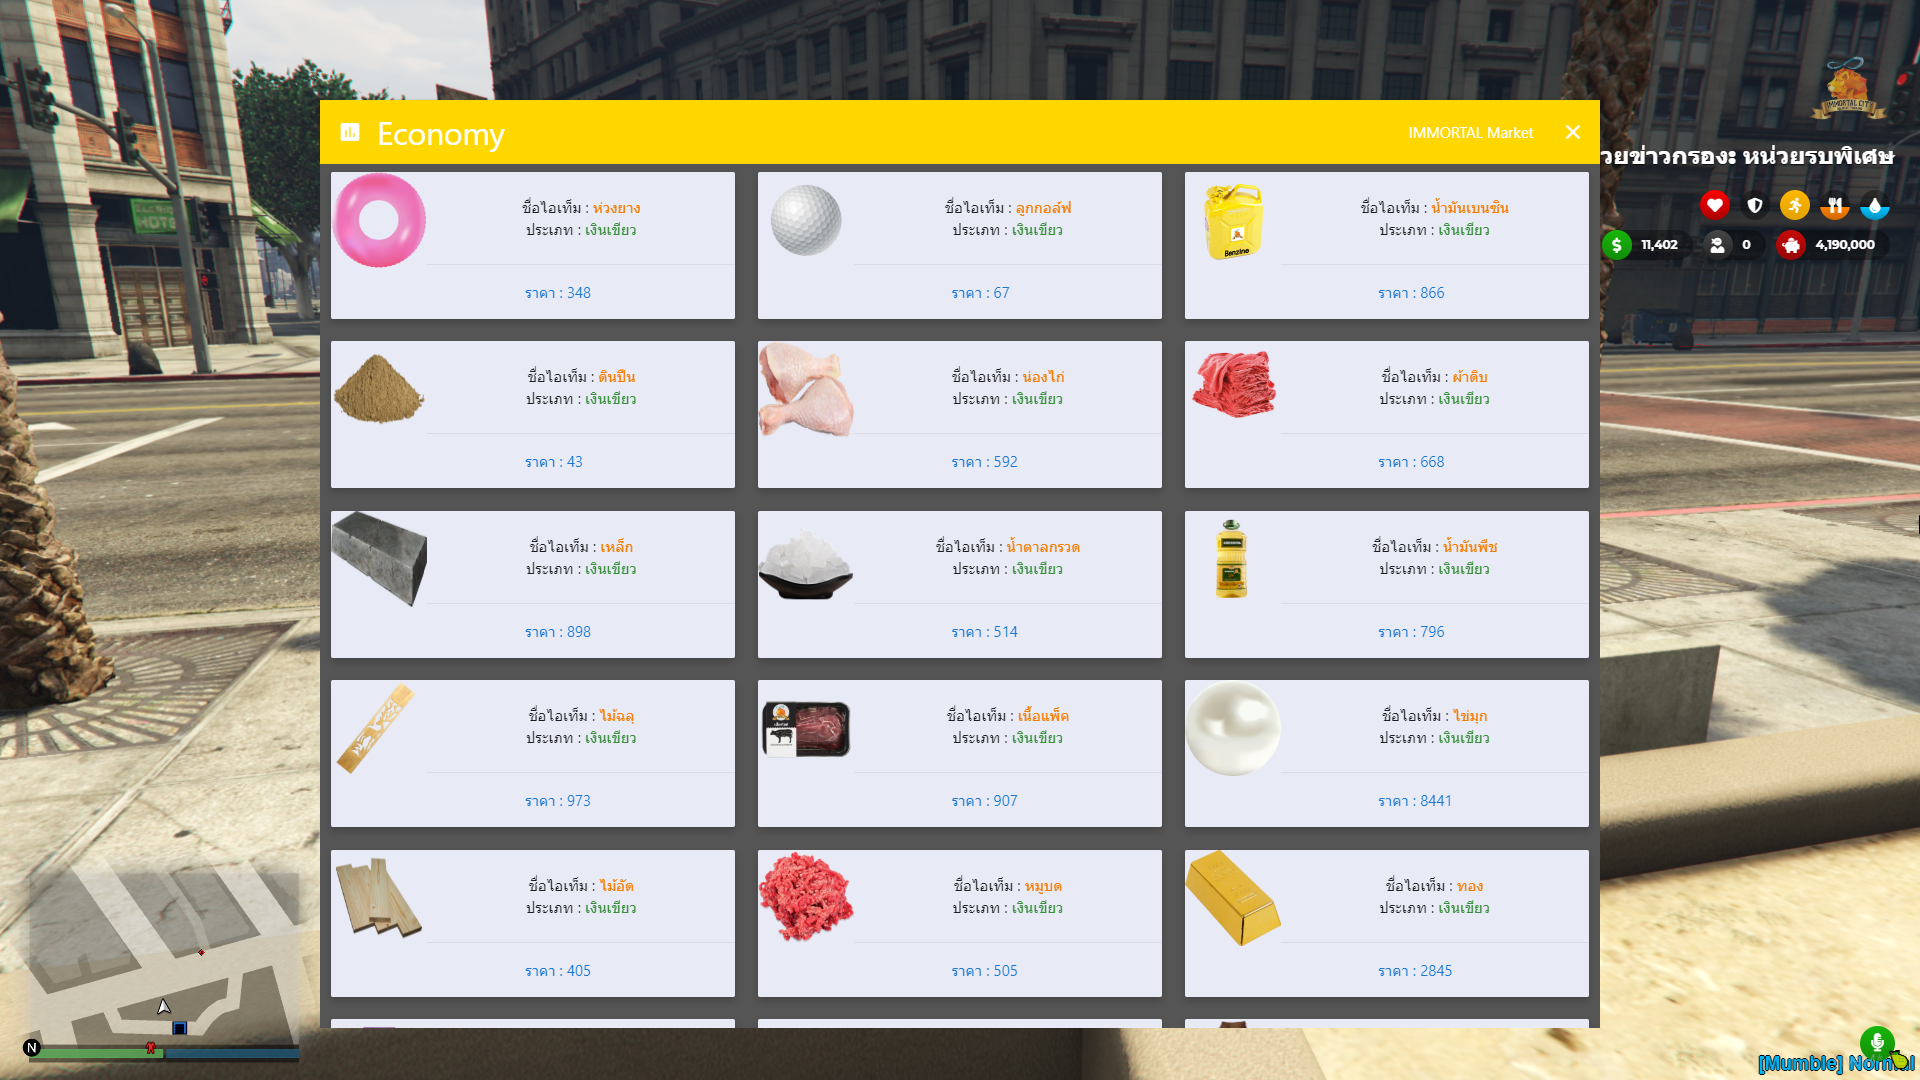 Economy
IMMORTAL Market
ชื่อไอเท็ม : ห่วงยาง
ประเภท : เงินเขียว
ราคา : 348
ชื่อไอเท็ม : ลูกกอล์ฟ
ประเภท : เงินเขียว
ราคา : 67
ชื่อไอเท็ม : น้ำมันเบนซิน
ประเภท : เงินเขียว
ราคา : 866
Benzine
ชื่อไอเท็ม : ดินปืน
ประเภท : เงินเขียว
ราคา : 43
ชื่อไอเท็ม : น่องไก่
ประเภท : เงินเขียว
ราคา : 592
ชื่อไอเท็ม : ผ้าดิบ
ประเภท : เงินเขียว
ราคา : 668
ชื่อไอเท็ม : เหล็ก
ประเภท : เงินเขียว
ราคา : 898
ชื่อไอเท็ม : น้ำตาลกรวด
ประเภท : เงินเขียว
ราคา : 514
ชื่อไอเท็ม : น้ำมันพืช
ประเภท : เงินเขียว
ราคา : 796
ชื่อไอเท็ม : ไม้ฉลุ
ประเภท : เงินเขียว
ราคา : 973
ชื่อไอเท็ม : เนื้อแพ็ค
ประเภท : เงินเขียว
ราคา : 907
ชื่อไอเท็ม : ไข่มุก
ประเภท : เงินเขียว
ราคา : 8441
ชื่อไอเท็ม : ไม้อัด
ประเภท : เงินเขียว
ราคา : 405
ชื่อไอเท็ม : หมูบด
ประเภท : เงินเขียว
ราคา : 505
ชื่อไอเท็ม : ทอง
ประเภท : เงินเขียว
ราคา : 2845
IMMORTAL CITY
วยข่าวกรอง: หน่วยรบพิเศษ
11,402
0
4,190,000
N
[Mumble] Normal